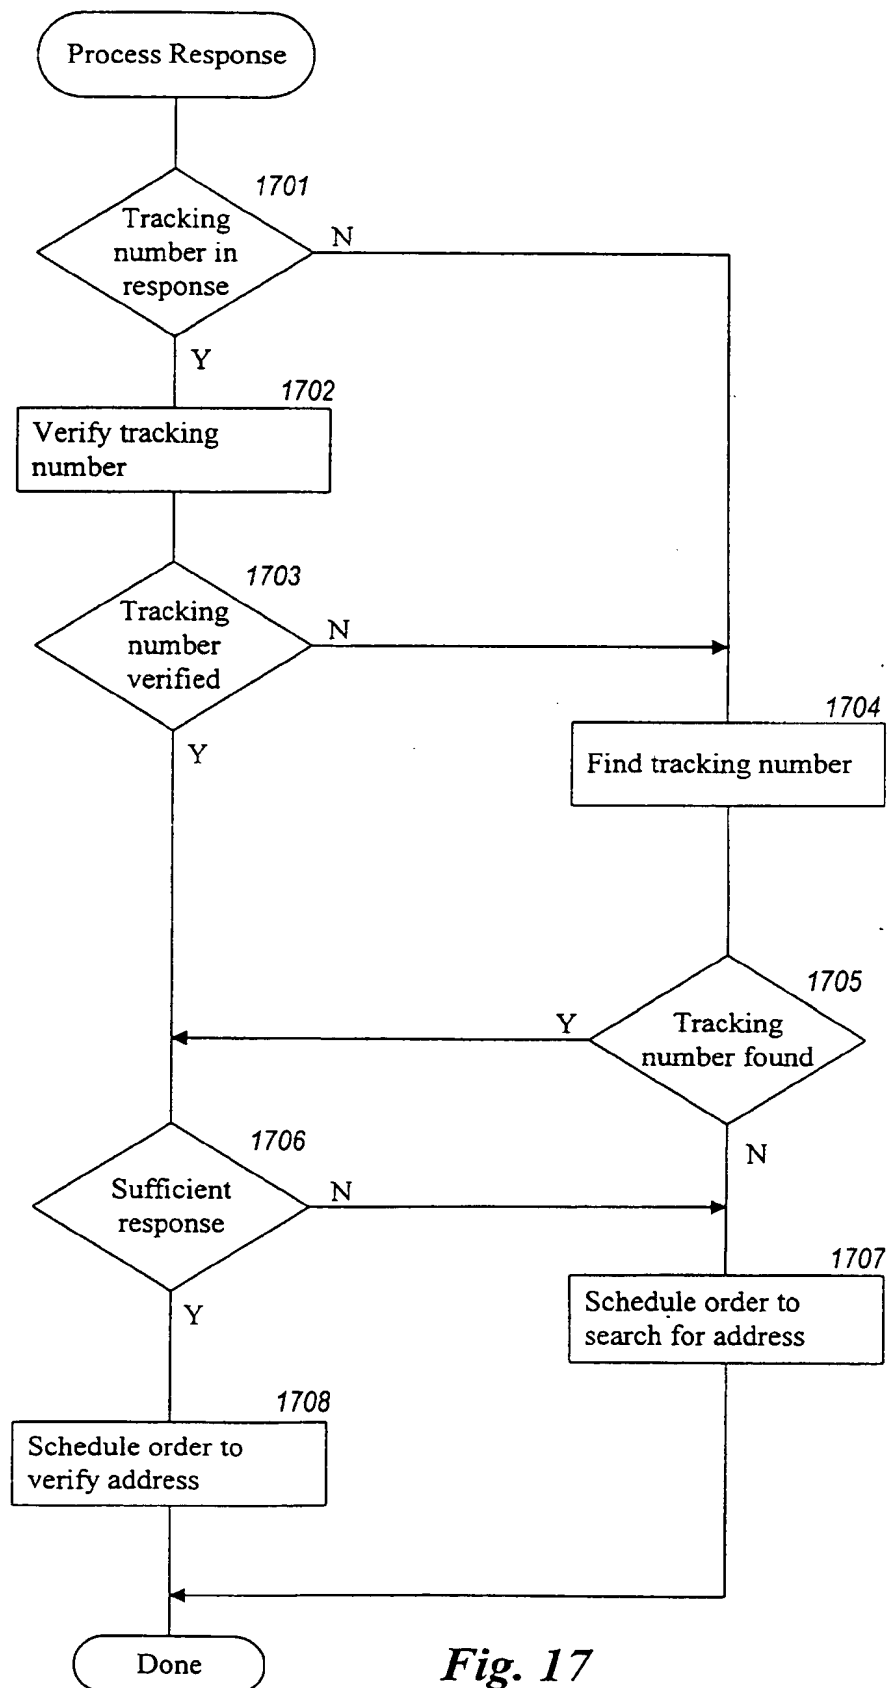 Process Response
1701
Tracking
number in
response
N
Y
1702
Verify tracking
number
1703
Tracking
number
verified
N
Y
1704
Find tracking number
1705
Tracking
number found
Y
N
1706
Sufficient
response
N
Y
1707
Schedule order to
search for address
1708
Schedule order to
verify address
Done
Fig. 17